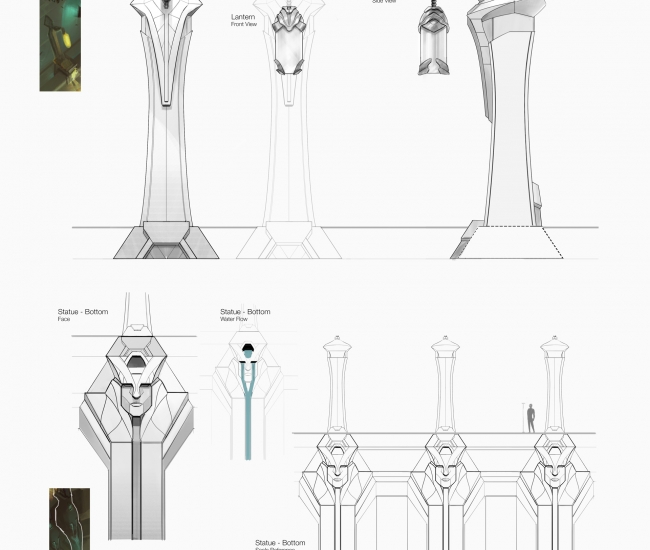 Side View
Lantern
Front View
Statue - Bottom
Face
Statue - Bottom
Water Flow
Statue - Bottom
Scale Reference